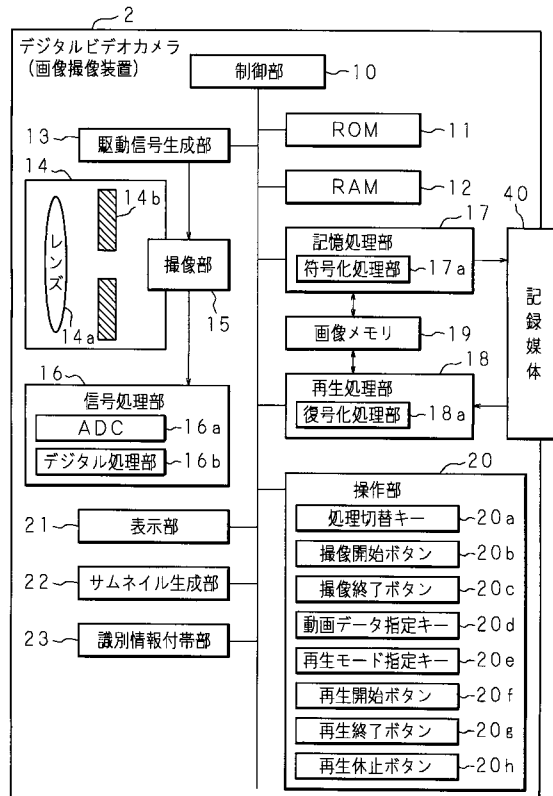 2
デジタルビデオカメラ
(画像撮像装置)
制御部 10
13 駆動信号生成部
ROM 11
RAM 12
14
14b
レンズ
14a
撮像部
15
17
記憶処理部
符号化処理部 17a
画像メモリ 19
18
再生処理部
復号化処理部 18a
40
記録媒体
16
信号処理部
ADC 16a
デジタル処理部 16b
21 表示部
22 サムネイル生成部
23 識別情報付帯部
20
操作部
処理切替キー 20a
撮像開始ボタン 20b
撮像終了ボタン 20c
動画データ指定キー 20d
再生モード指定キー 20e
再生開始ボタン 20f
再生終了ボタン 20g
再生休止ボタン 20h